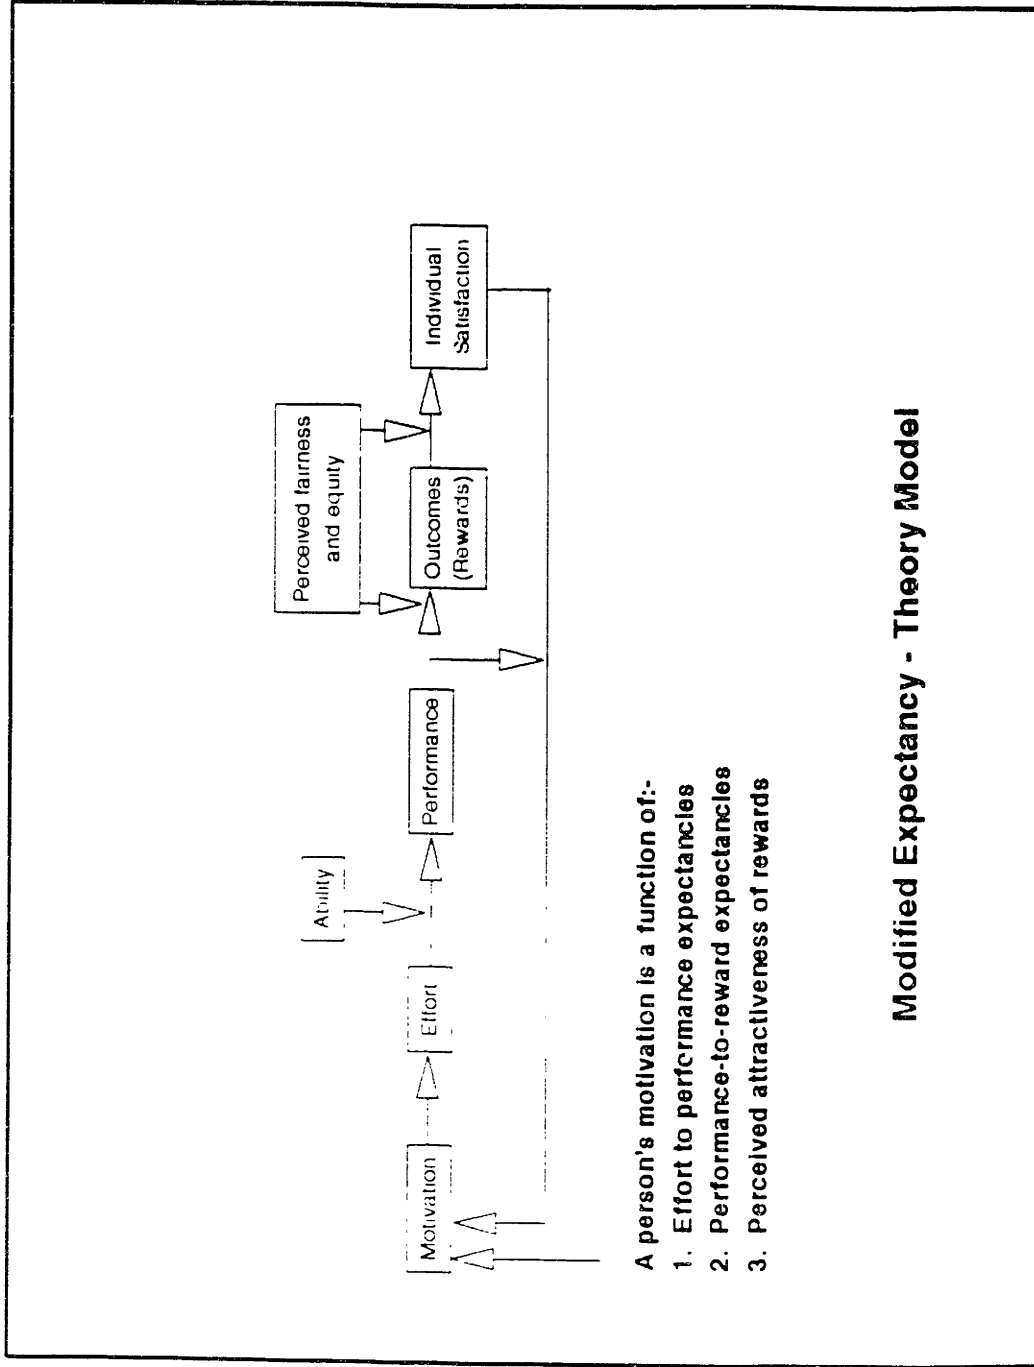 Perceived fairness
and equity
Ability
Motivation
Effort
Performance
Outcomes
(Rewards)
Individual
Satisfaction
A person's motivation is a function of:-
1. Effort to performance expectancies
2. Performance-to-reward expectancies
3. Perceived attractiveness of rewards
Modified Expectancy - Theory Model